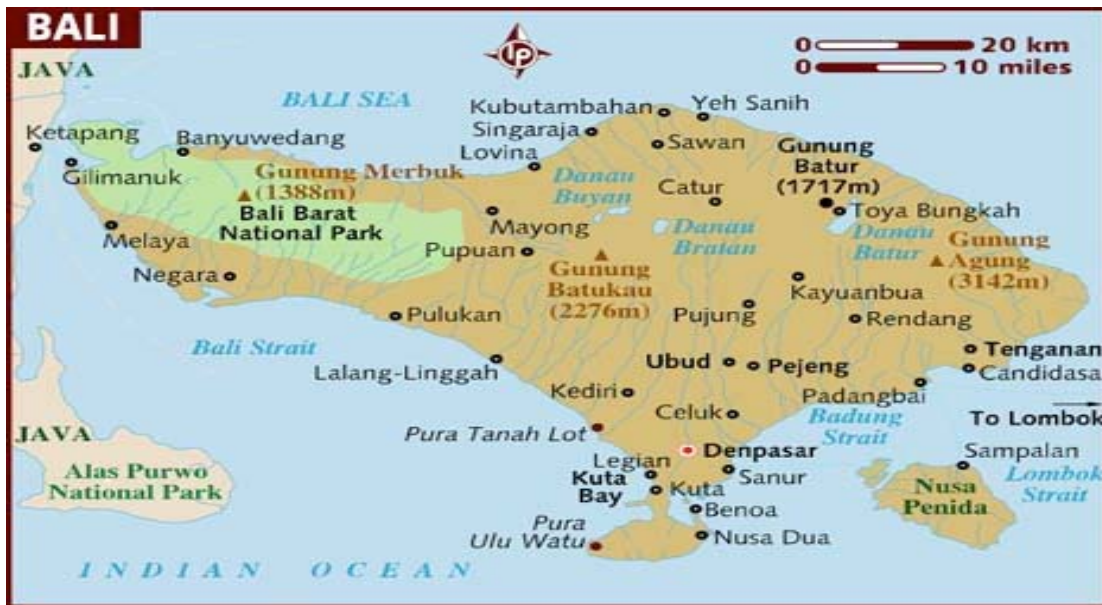 BALI
JAVA
LP
0 20 km
0 10 miles
BALI SEA
Kubutambahan
Yeh Sanih
Ketapang
Banyuwedang
Singaraja
Sawan
Gunung
Batur
(1717m)
Lovina
Gilimanuk
Gunung Merbuk
(1388m)
Danau
Buyan
Catur
Bali Barat
National Park
Mayong
Toya Bungkah
Melaya
Danau
Bratan
Danau
Batur
Gunung
Agung
(3142m)
Pupuan
Negara
Gunung
Batukau
(2276m)
Kayuanbua
Pulukan
Pujung
Rendang
Bali Strait
Lalang-Linggah
Ubud
Pejeng
Tenganan
Candidasa
Kediri
Padangbai
Celuk
Badung
Strait
To Lombok
JAVA
Pura Tanah Lot
Denpasar
Sampalan
Alas Purwo
National Park
Legian
Sanur
Lombok
Strait
Kuta
Bay
Kuta
Nusa
Penida
Benoa
Pura
Ulu Watu
Nusa Dua
INDIAN OCEAN